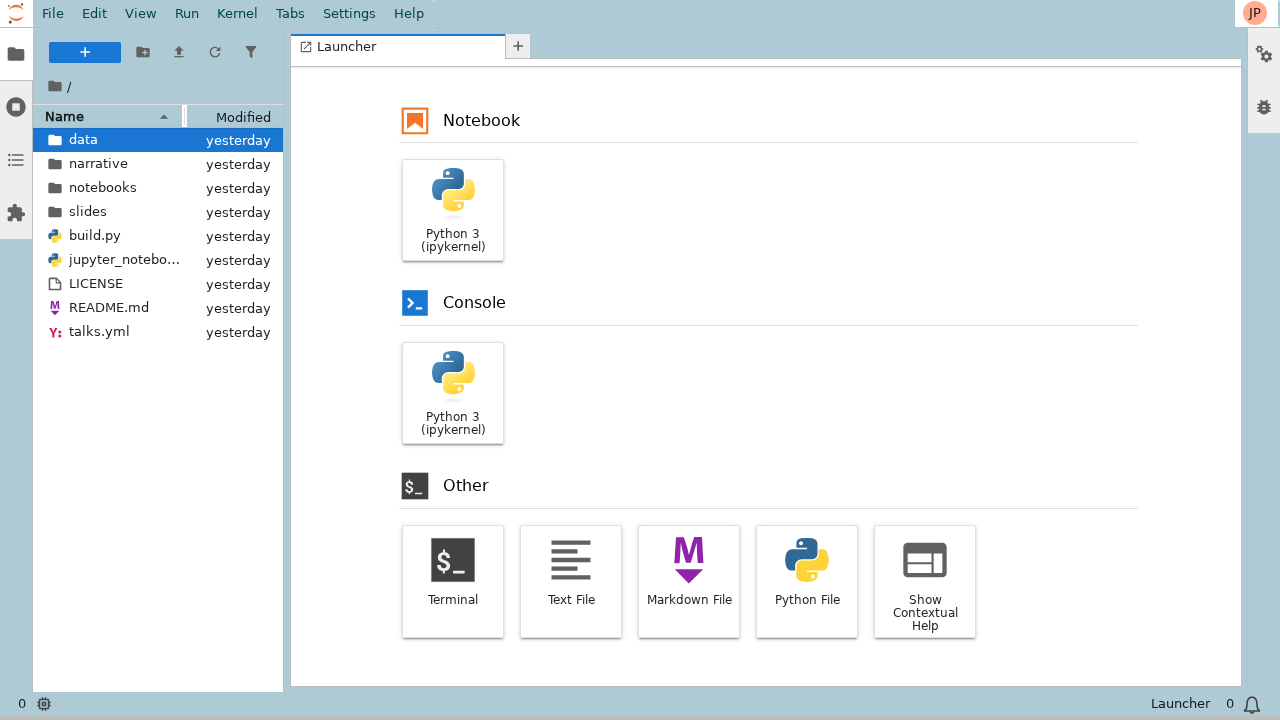 File Edit View Run Kernel Tabs Settings Help
JP
Launcher
/
Name Modified
data yesterday
narrative yesterday
notebooks yesterday
slides yesterday
build.py yesterday
jupyter_notebo... yesterday
LICENSE yesterday
README.md yesterday
talks.yml yesterday
Notebook
Python 3
(ipykernel)
Console
Python 3
(ipykernel)
$_ Other
$_
Terminal
Text File
M
Markdown File
Python File
Show
Contextual
Help
0
Launcher 0